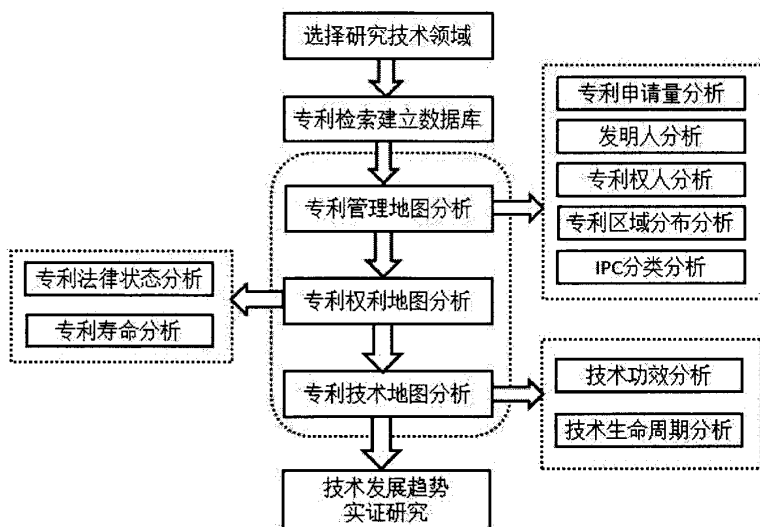 选择研究技术领域
专利检索建立数据库
专利管理地图分析
专利权利地图分析
专利技术地图分析
技术发展趋势
实证研究
专利申请量分析
发明人分析
专利权人分析
专利区域分布分析
IPC分类分析
专利法律状态分析
专利寿命分析
技术功效分析
技术生命周期分析